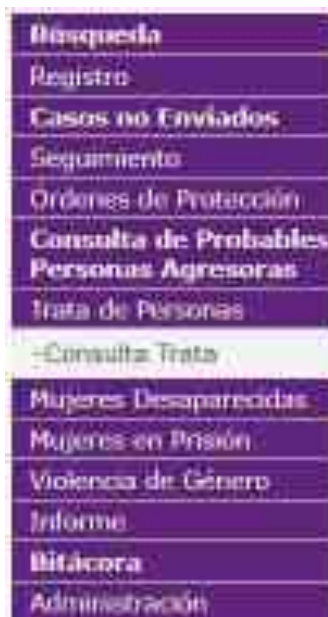 Búsqueda
Registro
Casos no Enviados
Seguimiento
Ordenes de Protección
Consulta de Probables
Personas Agresoras
Trata de Personas
-Consulta Trata
Mujeres Desaparecidas
Mujeres en Prisión
Violencia de Género
Informe
Bitácora
Administración